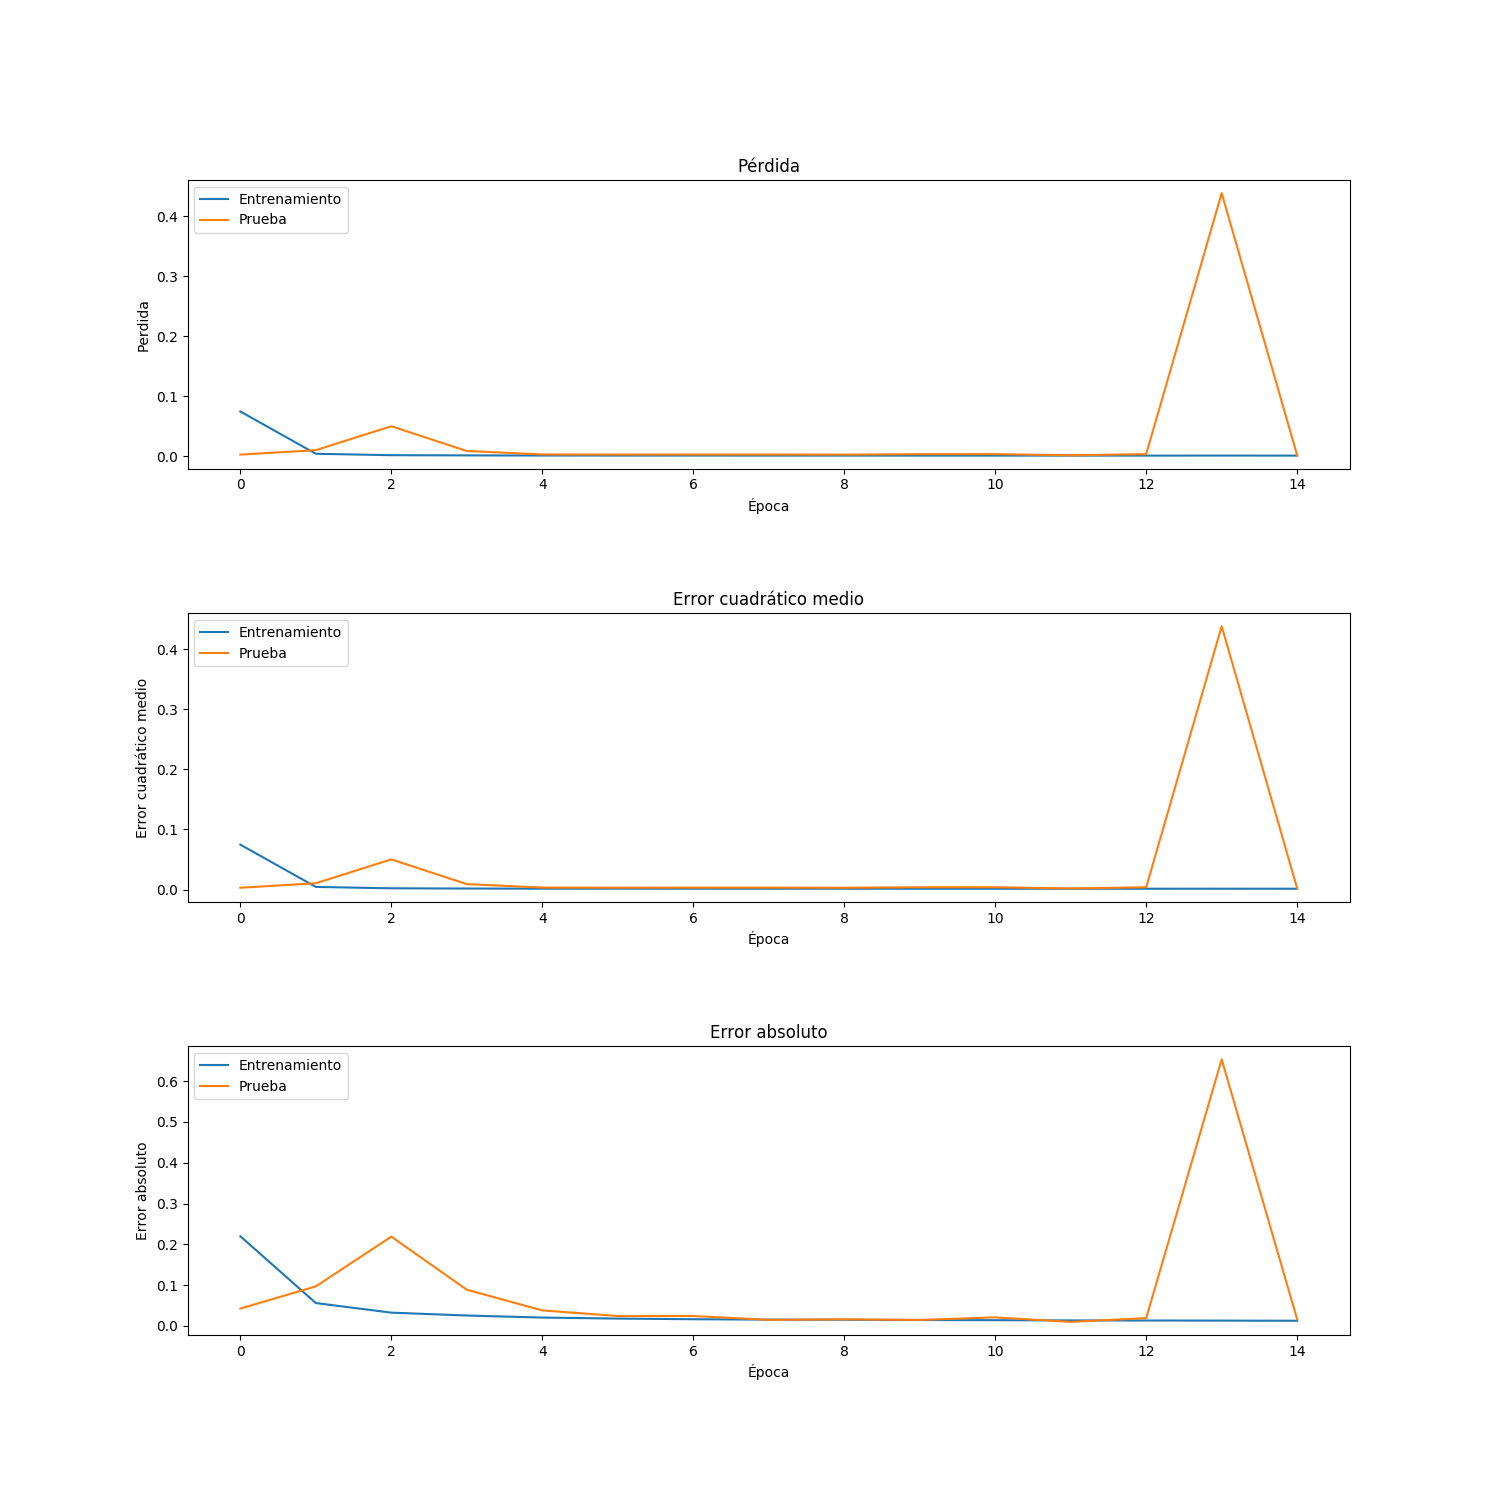 Pérdida
Entrenamiento
Prueba
0.4
0.3
0.2
0.1
0.0
Perdida
0 2 4 6 8 10 12 14
Época
Error cuadrático medio
Entrenamiento
Prueba
0.4
0.3
0.2
0.1
0.0
Error cuadrático medio
0 2 4 6 8 10 12 14
Época
Error absoluto
Entrenamiento
Prueba
0.6
0.5
0.4
0.3
0.2
0.1
0.0
Error absoluto
0 2 4 6 8 10 12 14
Época